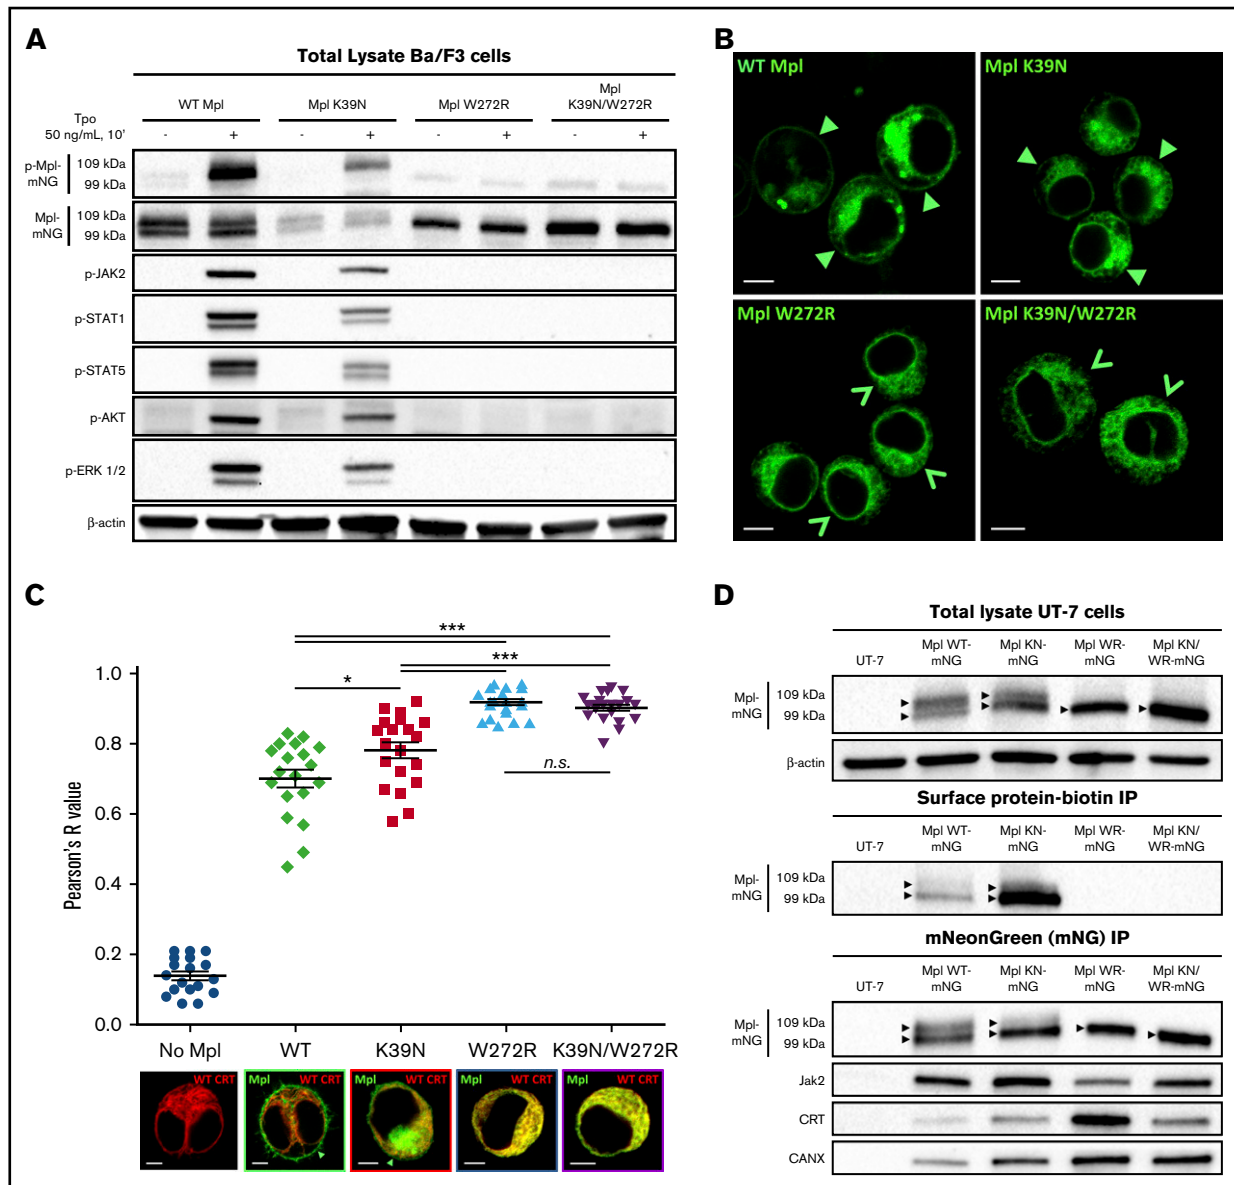 A
Total Lysate Ba/F3 cells
WT Mpl
Mpl K39N
Mpl W272R
Mpl
K39N/W272R
Tpo
50 ng/mL, 10'
- + - + - + - +
p-Mpl-
mNG
109 kDa
99 kDa
Mpl-
mNG
109 kDa
99 kDa
p-JAK2
p-STAT1
p-STAT5
p-AKT
p-ERK 1/2
β-actin
B
WT Mpl
Mpl K39N
Mpl W272R
Mpl K39N/W272R
C
Pearson's R value
1.0
0.8
0.6
0.4
0.2
0.0
***
***
*
n.s.
No Mpl
WT
K39N
W272R
K39N/W272R
WT CRT
Mpl WT CRT
Mpl WT CRT
Mpl WT CRT
Mpl WT CRT
D
Total lysate UT-7 cells
UT-7
Mpl WT-
mNG
Mpl KN-
mNG
Mpl WR-
mNG
Mpl KN/
WR-mNG
Mpl-
mNG
109 kDa
99 kDa
β-actin
Surface protein-biotin IP
UT-7
Mpl WT-
mNG
Mpl KN-
mNG
Mpl WR-
mNG
Mpl KN/
WR-mNG
Mpl-
mNG
109 kDa
99 kDa
mNeonGreen (mNG) IP
UT-7
Mpl WT-
mNG
Mpl KN-
mNG
Mpl WR-
mNG
Mpl KN/
WR-mNG
Mpl-
mNG
109 kDa
99 kDa
Jak2
CRT
CANX